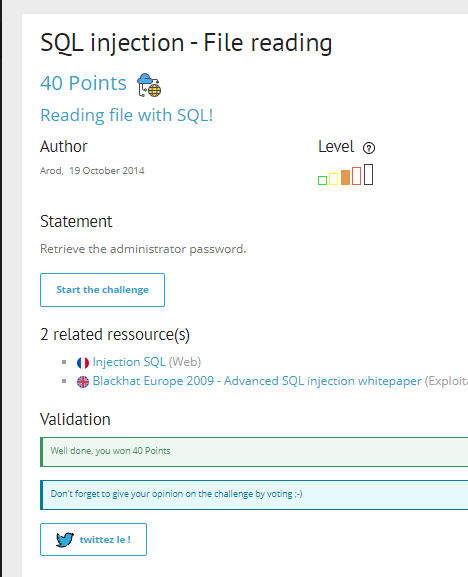 SQL injection - File reading
40 Points
Reading file with SQL!
Author
Level ?
Arod, 19 October 2014
Statement
Retrieve the administrator password.
Start the challenge
2 related ressource(s)
Injection SQL (Web)
Blackhat Europe 2009 - Advanced SQL injection whitepaper (Exploita
Validation
Well done, you won 40 Points
Don't forget to give your opinion on the challenge by voting ;-)
twittez le !